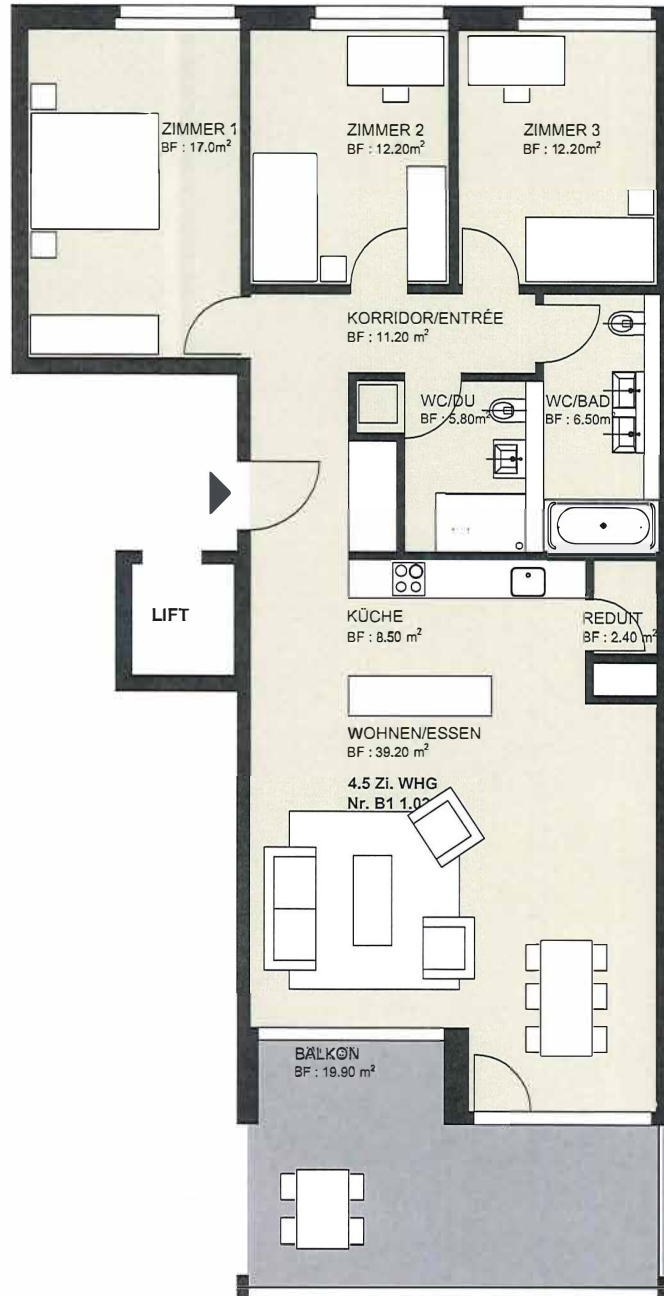 ZIMMER 1
BF : 17.0m²
ZIMMER 2
BF : 12.20m²
ZIMMER 3
BF : 12.20m²
KORRIDOR/ENTRÉE
BF : 11.20 m²
WC/DU
BF : 5.80m²
WC/BAD
BF : 6.50m²
LIFT
KÜCHE
BF : 8.50 m²
REDUIT
BF : 2.40 m²
WOHNEN/ESSEN
BF : 39.20 m²
4.5 Zi. WHG
Nr. B1
BALKON
BF : 19.90 m²